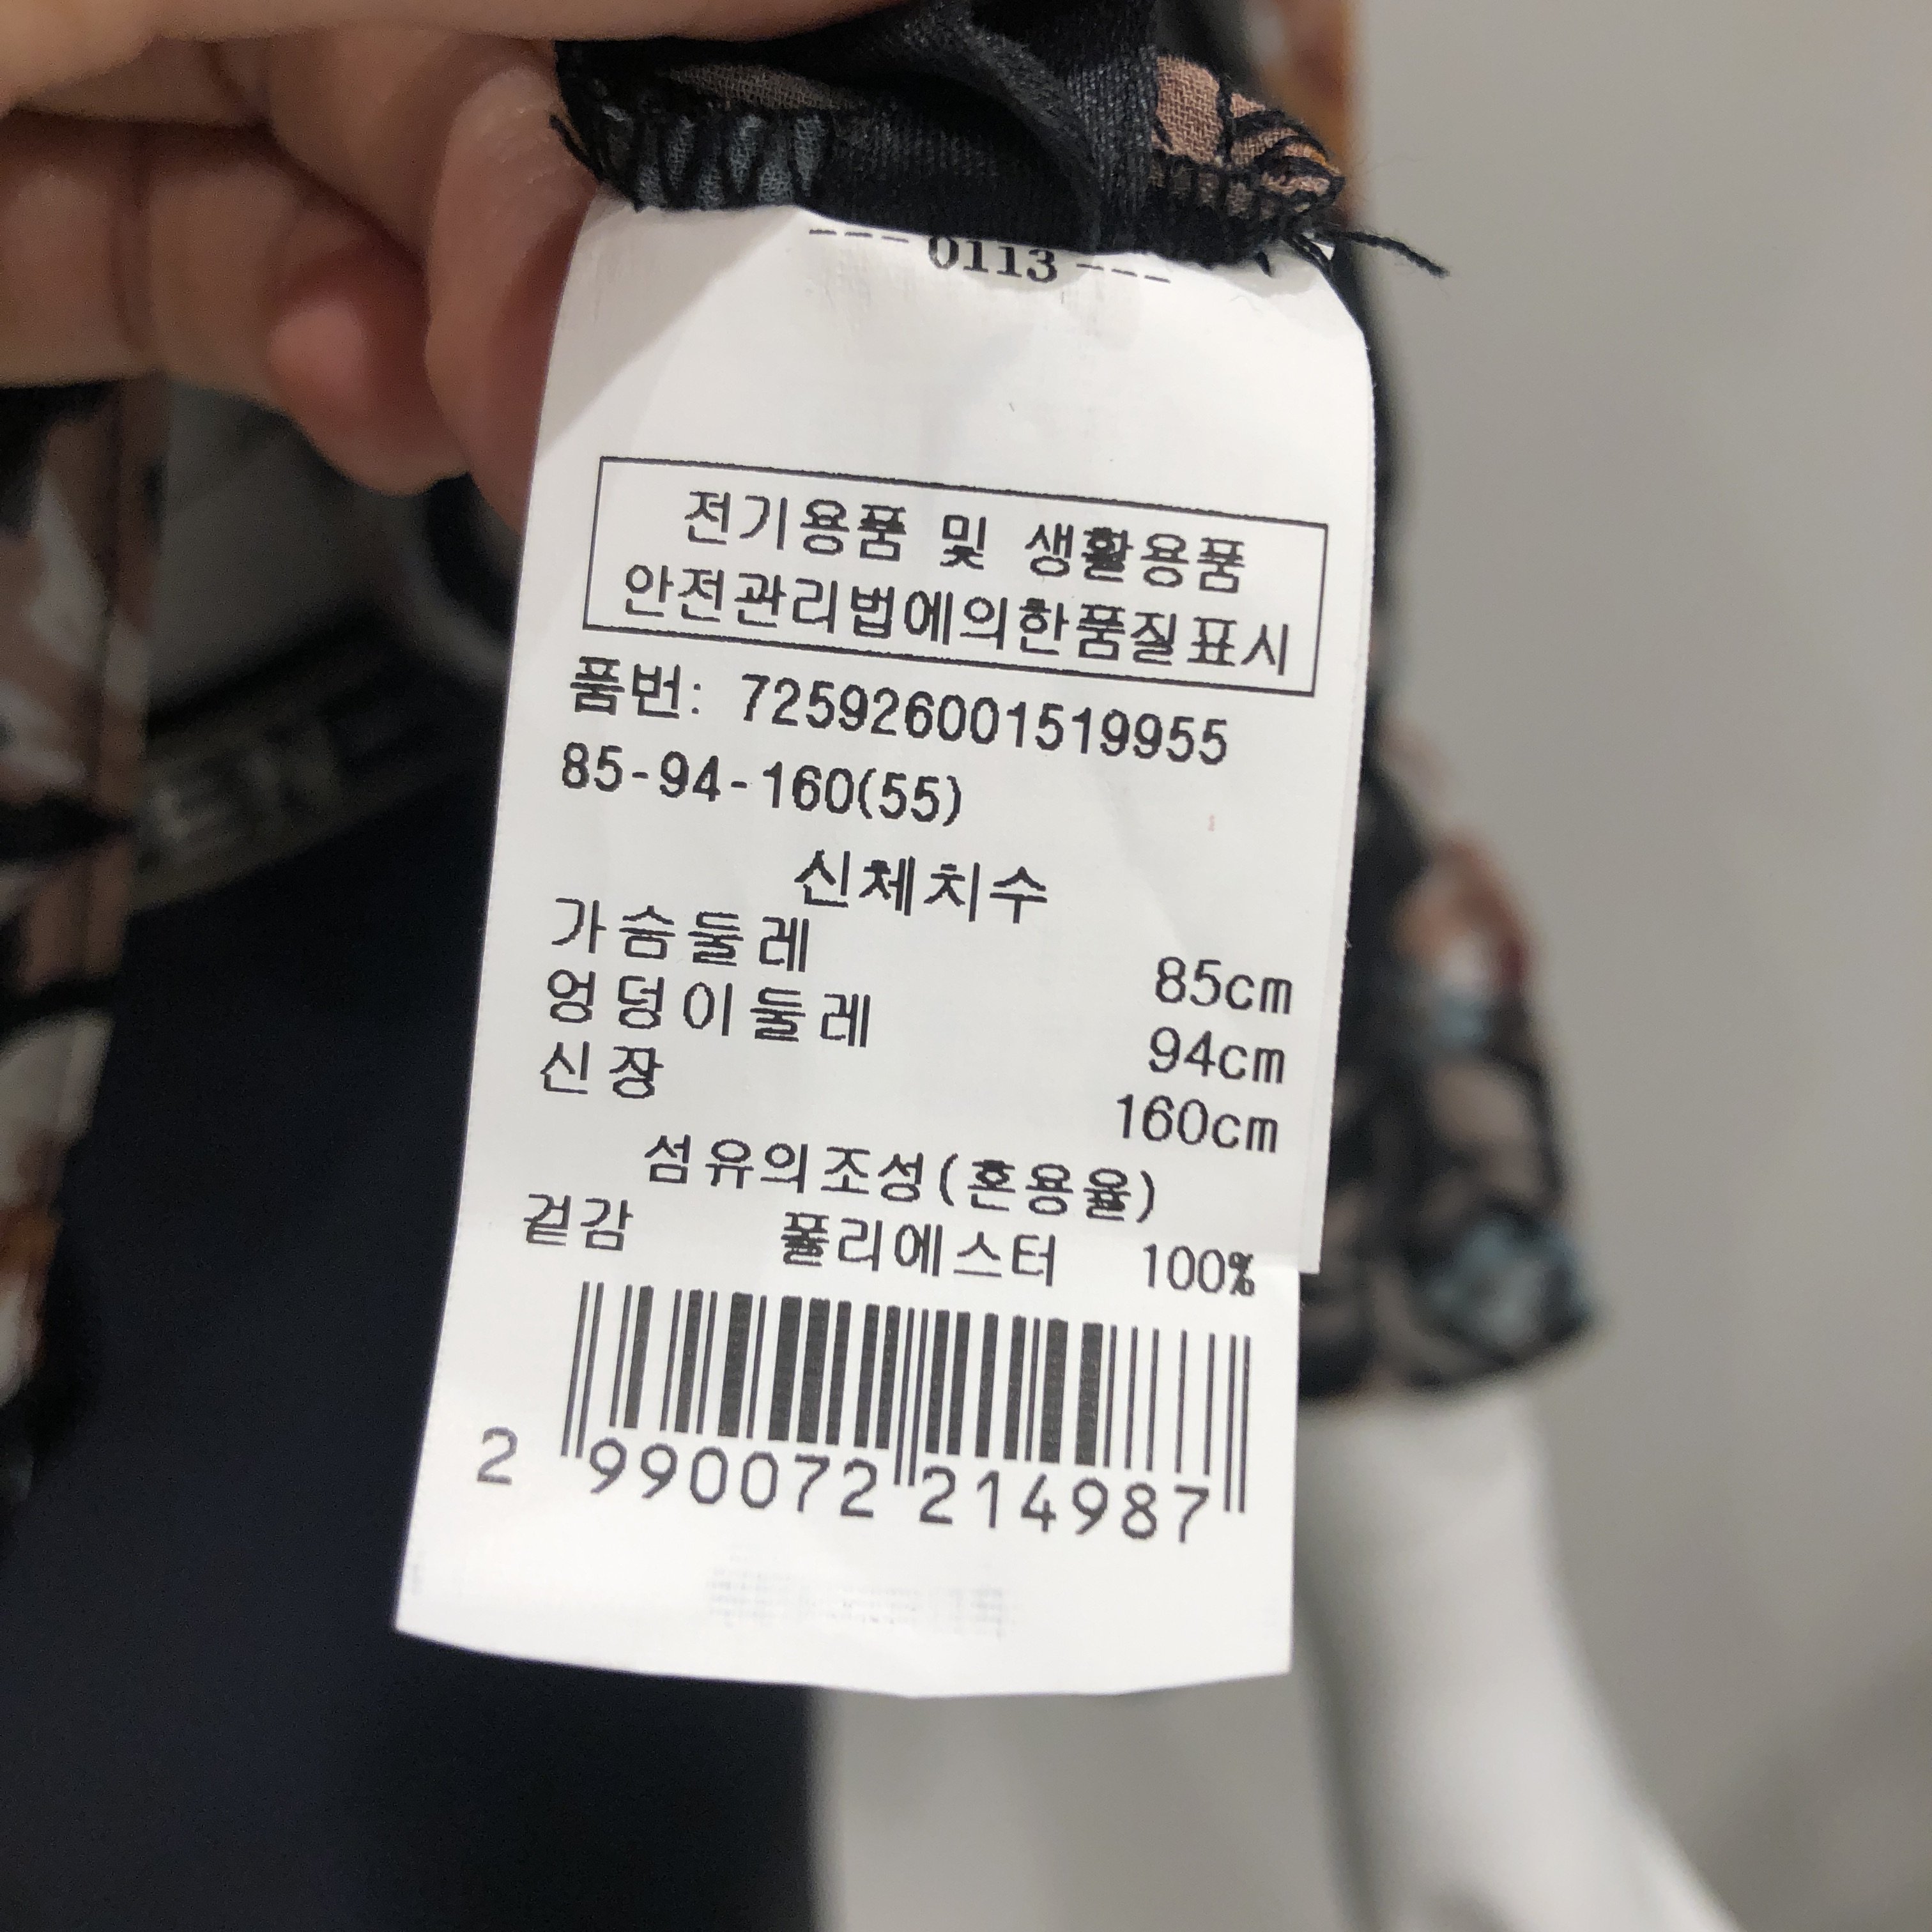 --- 0113 ---
전기용품 및 생활용품
안전관리법에의한품질표시
품번: 725926001519955
85-94-160(55)
신체치수
가슴둘레 85cm
엉덩이둘레 94cm
신장 160cm
섬유의조성(혼용율)
겉감 폴리에스터 100%
2 990072 214987